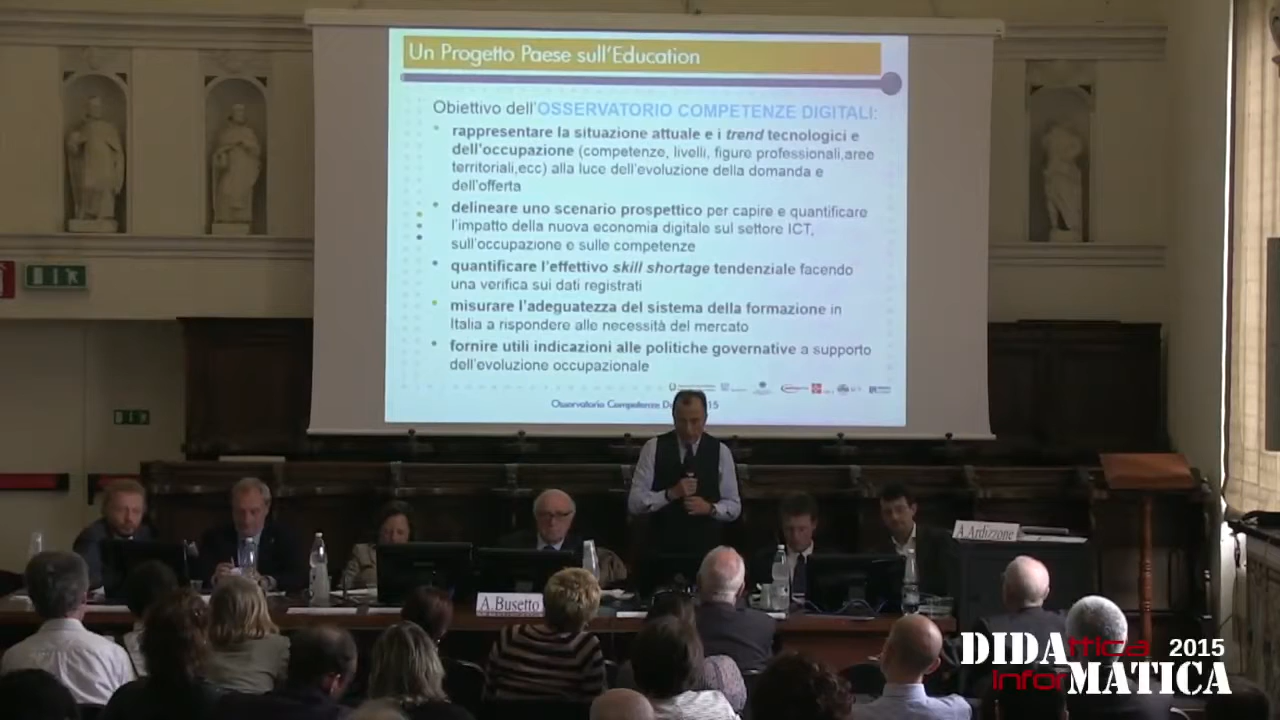 Un Progetto Paese sull'Education
Obiettivo dell'OSSERVATORIO COMPETENZE DIGITALI:
• rappresentare la situazione attuale e i trend tecnologici e
dell'occupazione (competenze, livelli, figure professionali,aree
territoriali,ecc) alla luce dell'evoluzione della domanda e
dell'offerta
• delineare uno scenario prospettico per capire e quantificare
l'impatto della nuova economia digitale sul settore ICT,
sull'occupazione e sulle competenze
• quantificare l'effettivo skill shortage tendenziale facendo
una verifica sui dati registrati
• misurare l'adeguatezza del sistema della formazione in
Italia a rispondere alle necessità del mercato
• fornire utili indicazioni alle politiche governative a supporto
dell'evoluzione occupazionale
Osservatorio Competenze
A.Ardizzone
A.Busetto
DIDAttica 2015
inforMATICA